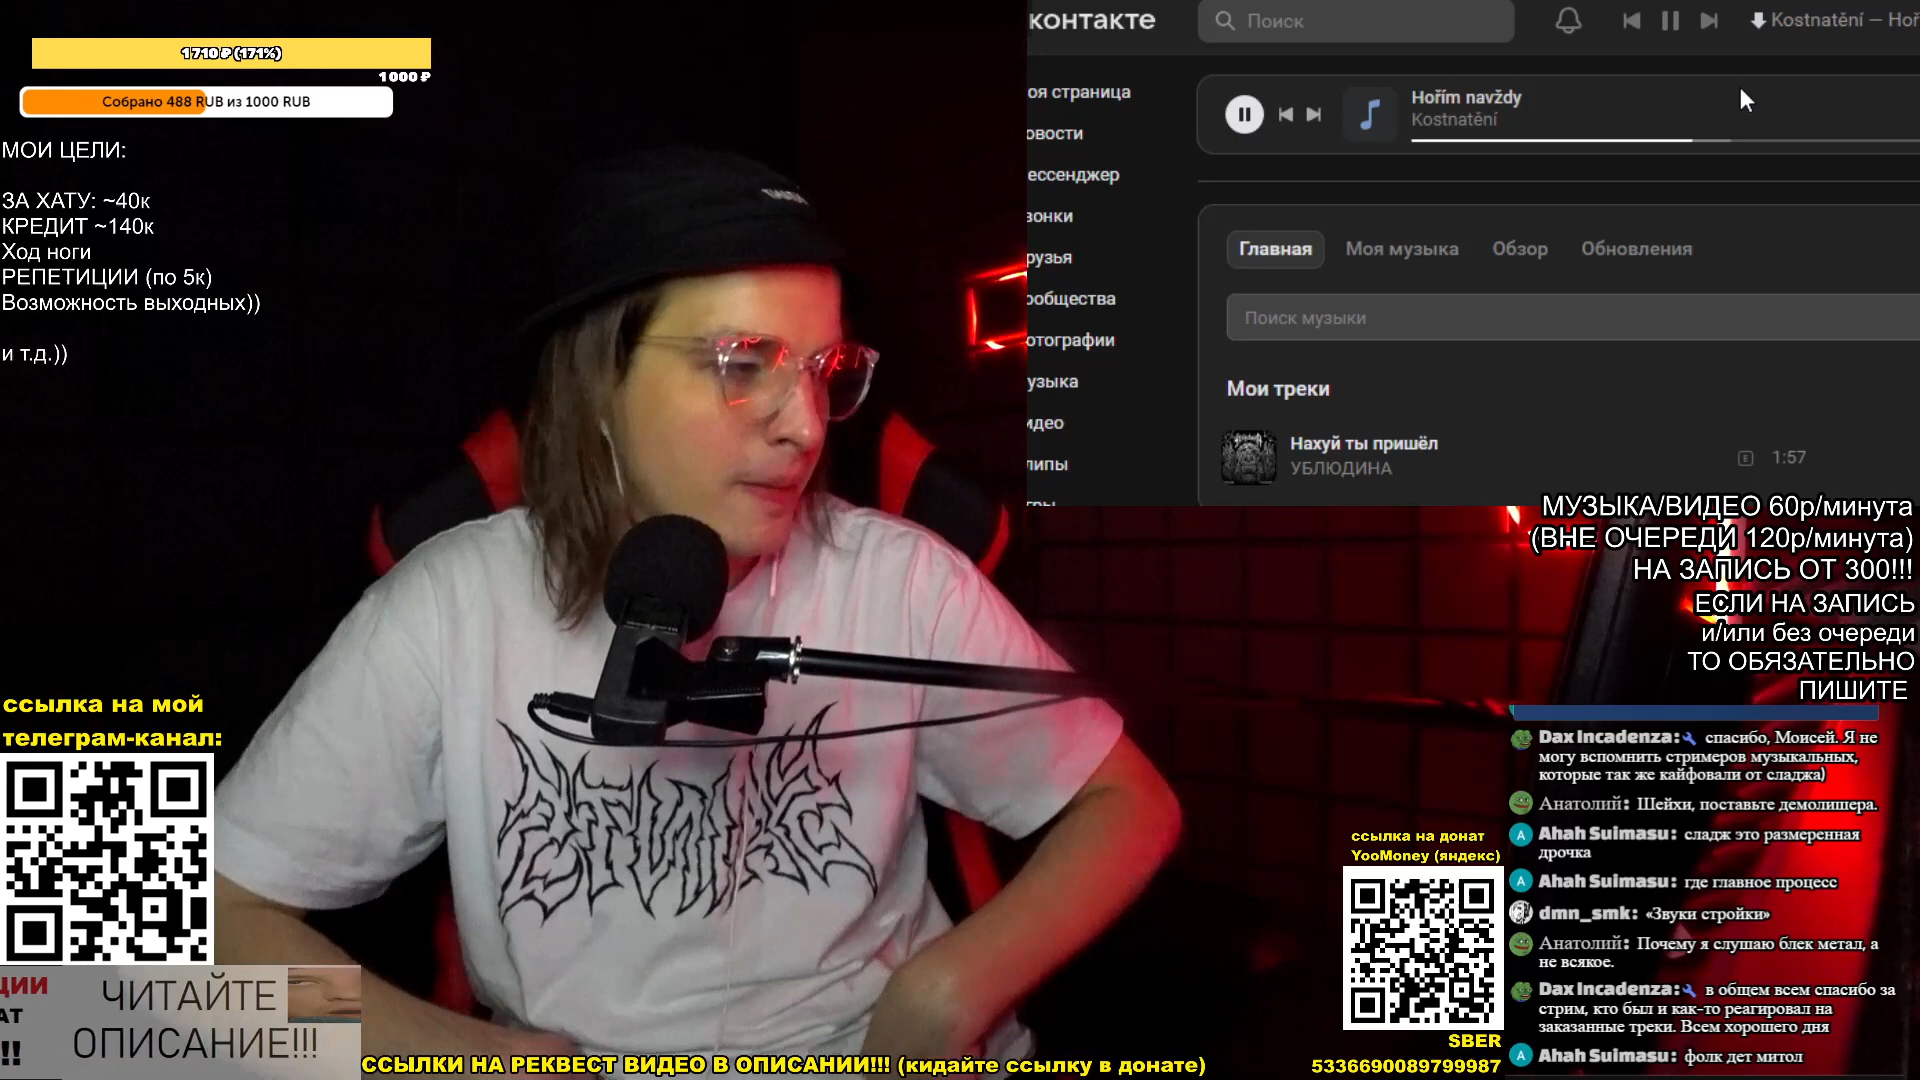 1 710 ₽ (171%)
1 000 ₽
Собрано 488 RUB из 1000 RUB
МОИ ЦЕЛИ:
ЗА ХАТУ: ~40к
КРЕДИТ ~140к
Ход ноги
РЕПЕТИЦИИ (по 5к)
Возможность выходных))
и т.д.))
ссылка на мой
телеграм-канал:
ЦИИ
АТ
!!
ЧИТАЙТЕ
ОПИСАНИЕ!!!
контакте
Поиск
Kostnatění — Hoř
оя страница
овости
ессенджер
вонки
рузья
ообщества
отографии
узыка
идео
липы
гры
Hořím navždy
Kostnatění
Главная
Моя музыка
Обзор
Обновления
Поиск музыки
Мои треки
Нахуй ты пришёл
УБЛЮДИНА
E
1:57
МУЗЫКА/ВИДЕО 60р/минута
(ВНЕ ОЧЕРЕДИ 120р/минута)
НА ЗАПИСЬ ОТ 300!!!
ЕСЛИ НА ЗАПИСЬ
и/или без очереди
ТО ОБЯЗАТЕЛЬНО
ПИШИТЕ
Dax Incadenza: спасибо, Моисей. Я не
могу вспомнить стримеров музыкальных,
которые так же кайфовали от сладжа)
Анатолий: Шейхи, поставьте демолишера.
Ahah Suimasu: сладж это размеренная
дрочка
Ahah Suimasu: где главное процесс
dmn_smk: «Звуки стройки»
Анатолий: Почему я слушаю блек метал, а
не всякое.
Dax Incadenza: в общем всем спасибо за
стрим, кто был и как-то реагировал на
заказанные треки. Всем хорошего дня
Ahah Suimasu: фолк дет митол
ссылка на донат
YooMoney (яндекс)
SBER
5336690089799987
ССЫЛКИ НА РЕКВЕСТ ВИДЕО В ОПИСАНИИ!!! (кидайте ссылку в донате)